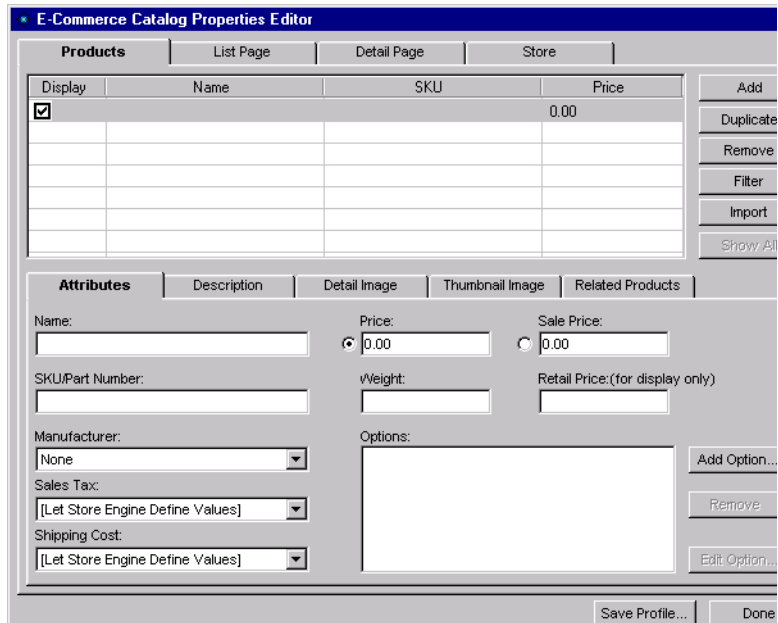 E-Commerce Catalog Properties Editor
Products List Page Detail Page Store
Display Name SKU Price
0.00
Add
Duplicate
Remove
Filter
Import
Show All
Attributes Description Detail Image Thumbnail Image Related Products
Name: Price: Sale Price:
0.00 0.00
SKU/Part Number: Weight: Retail Price:(for display only)
Manufacturer: Options:
None
Add Option...
Sales Tax:
[Let Store Engine Define Values]
Remove
Shipping Cost:
[Let Store Engine Define Values]
Edit Option...
Save Profile... Done